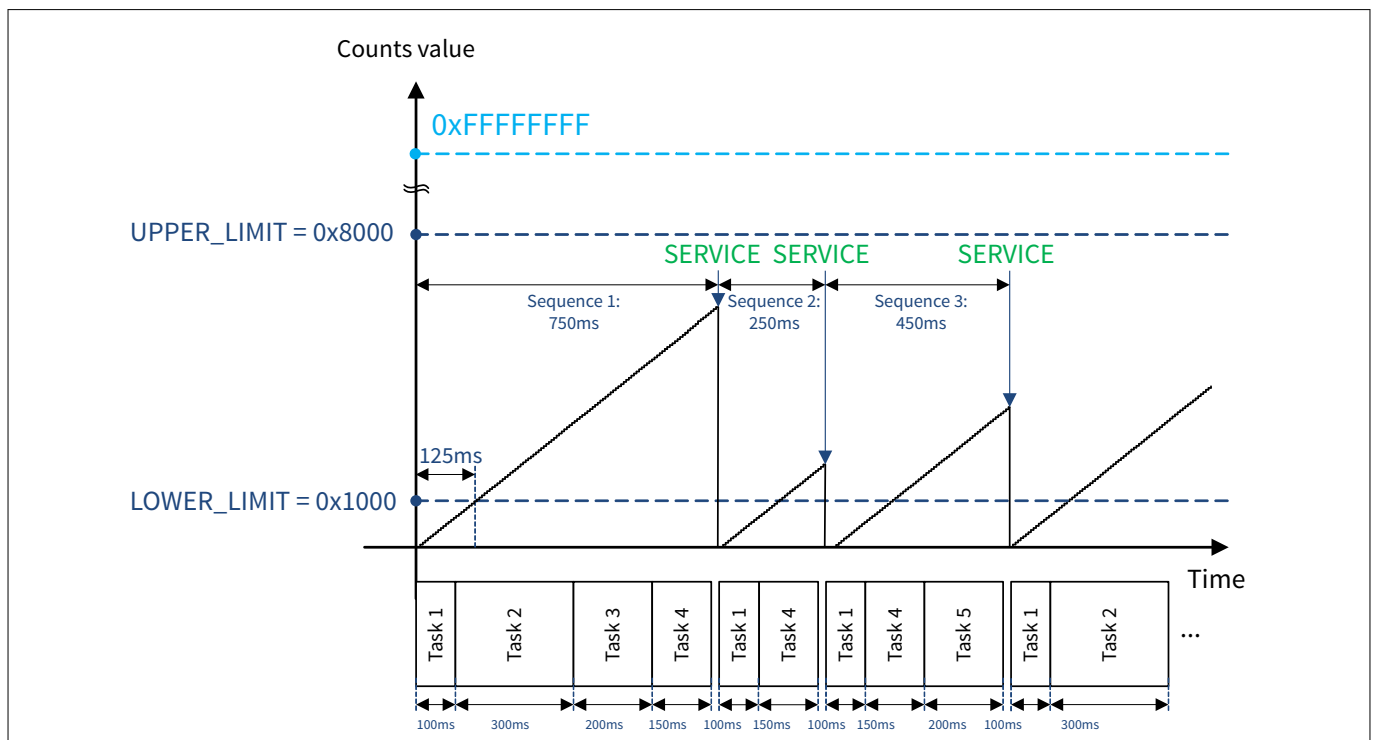 Counts value
0xFFFFFFFF
UPPER_LIMIT = 0x8000
SERVICE SERVICE SERVICE
Sequence 1:
750ms
Sequence 2:
250ms
Sequence 3:
450ms
125ms
LOWER_LIMIT = 0x1000
Time
Task 1
Task 2
Task 3
Task 4
Task 1
Task 4
Task 1
Task 4
Task 5
Task 1
Task 2
...
100ms 300ms 200ms 150ms 100ms 150ms 100ms 150ms 200ms 100ms 300ms